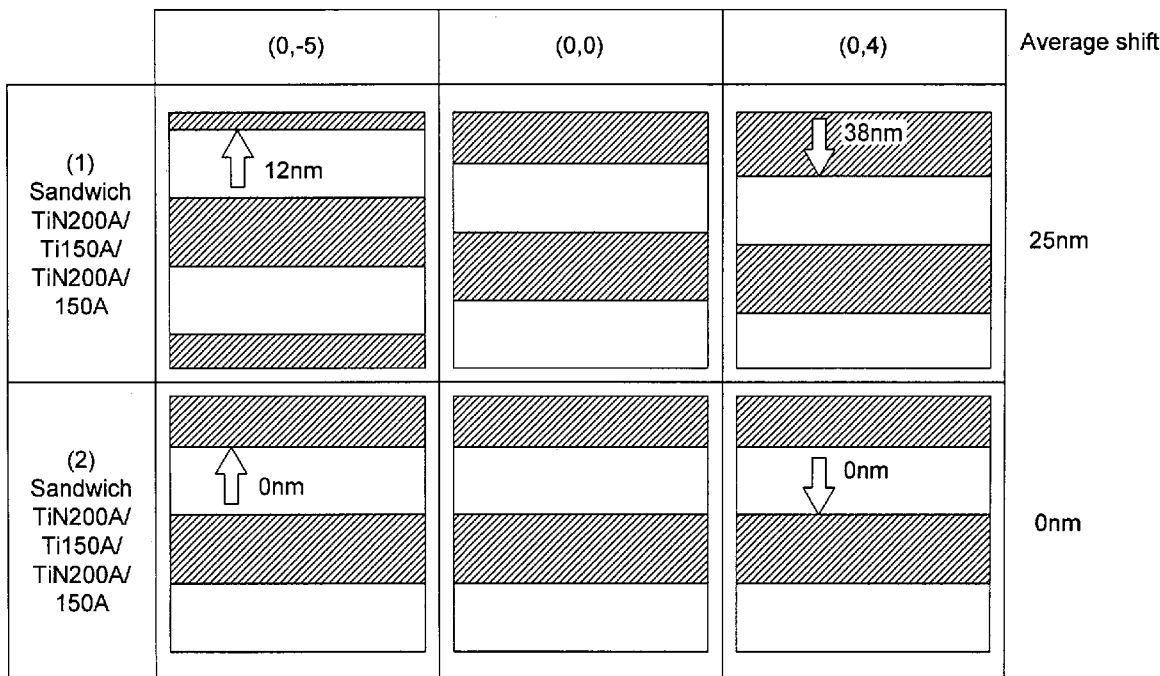 (0,-5)
(0,0)
(0,4)
Average shift
(1)
Sandwich
TiN200A/
Ti150A/
TiN200A/
150A
12nm
38nm
25nm
(2)
Sandwich
TiN200A/
Ti150A/
TiN200A/
150A
0nm
0nm
0nm